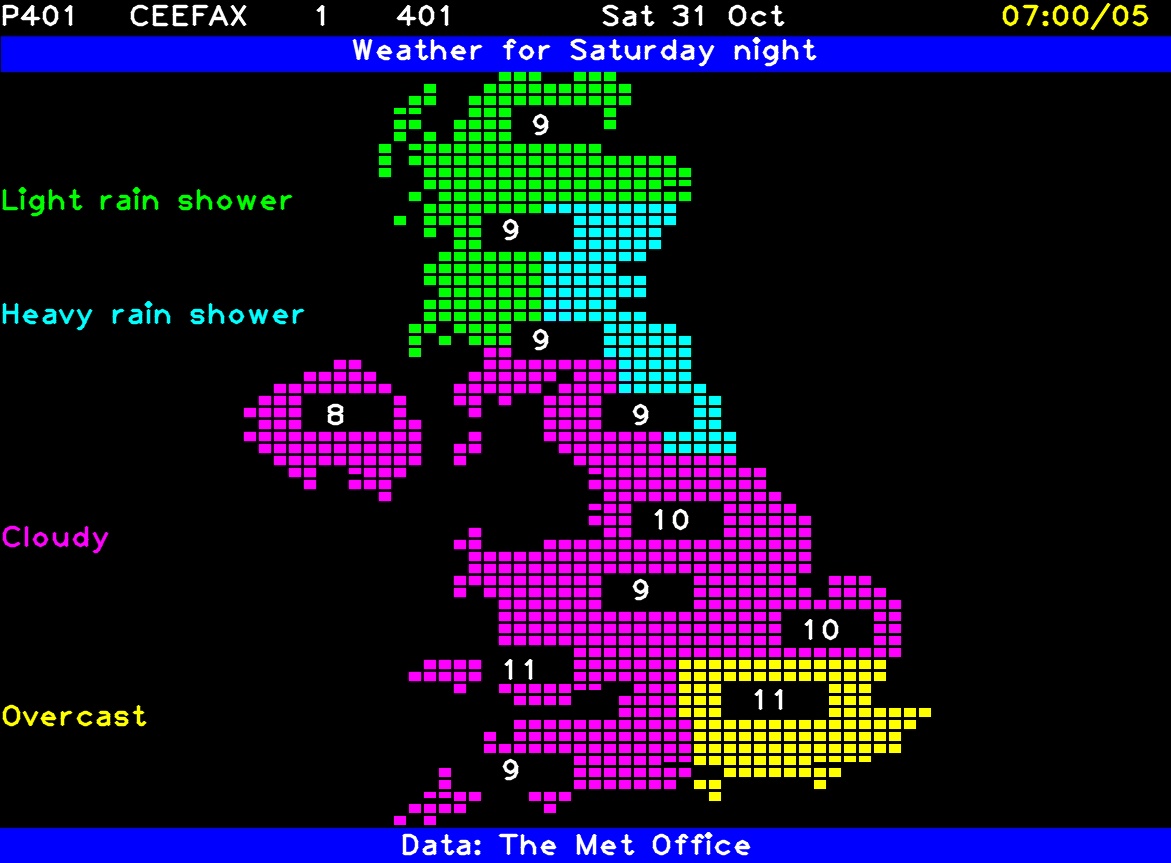 P401 CEEFAX 1 401 Sat 31 Oct 07:00/05
Weather for Saturday night
9
Light rain shower
9
Heavy rain shower
9
8 9
10
Cloudy
9
10
11
11
Overcast
9
Data: The Met Office